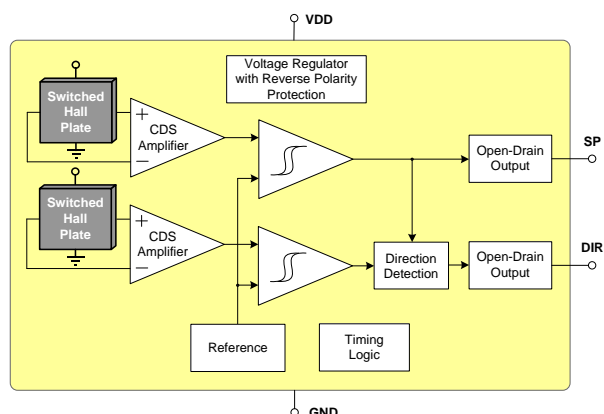 VDD
Voltage Regulator
with Reverse Polarity
Protection
Switched
Hall
Plate
+
−
CDS
Amplifier
Open-Drain
Output
SP
Switched
Hall
Plate
+
−
CDS
Amplifier
Direction
Detection
Open-Drain
Output
DIR
Reference
Timing
Logic
GND